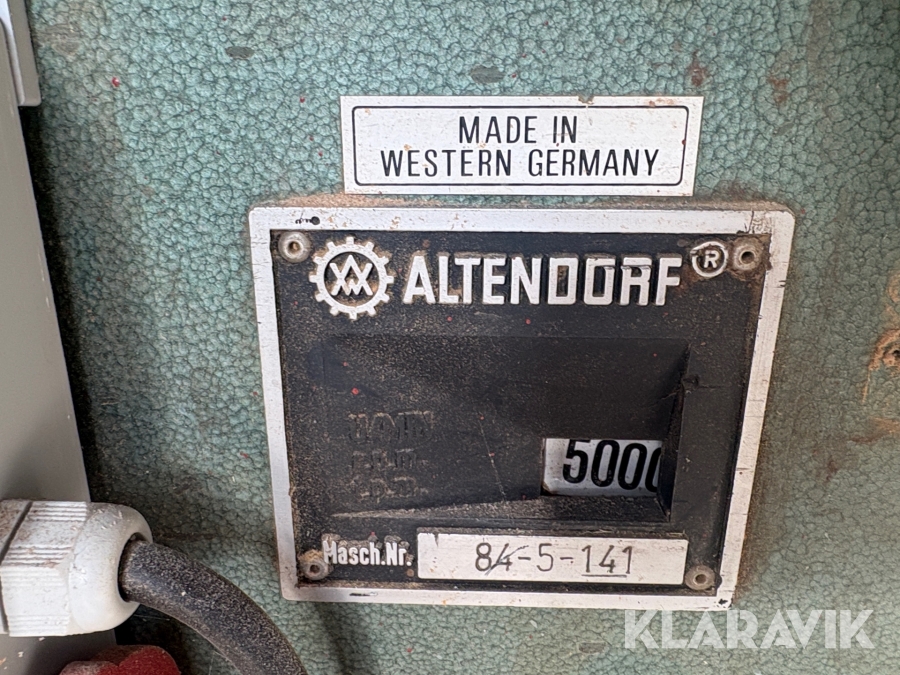 MADE IN
WESTERN GERMANY
ALTENDORF®
5000
Masch.Nr. 84-5-141
KLARAVIK